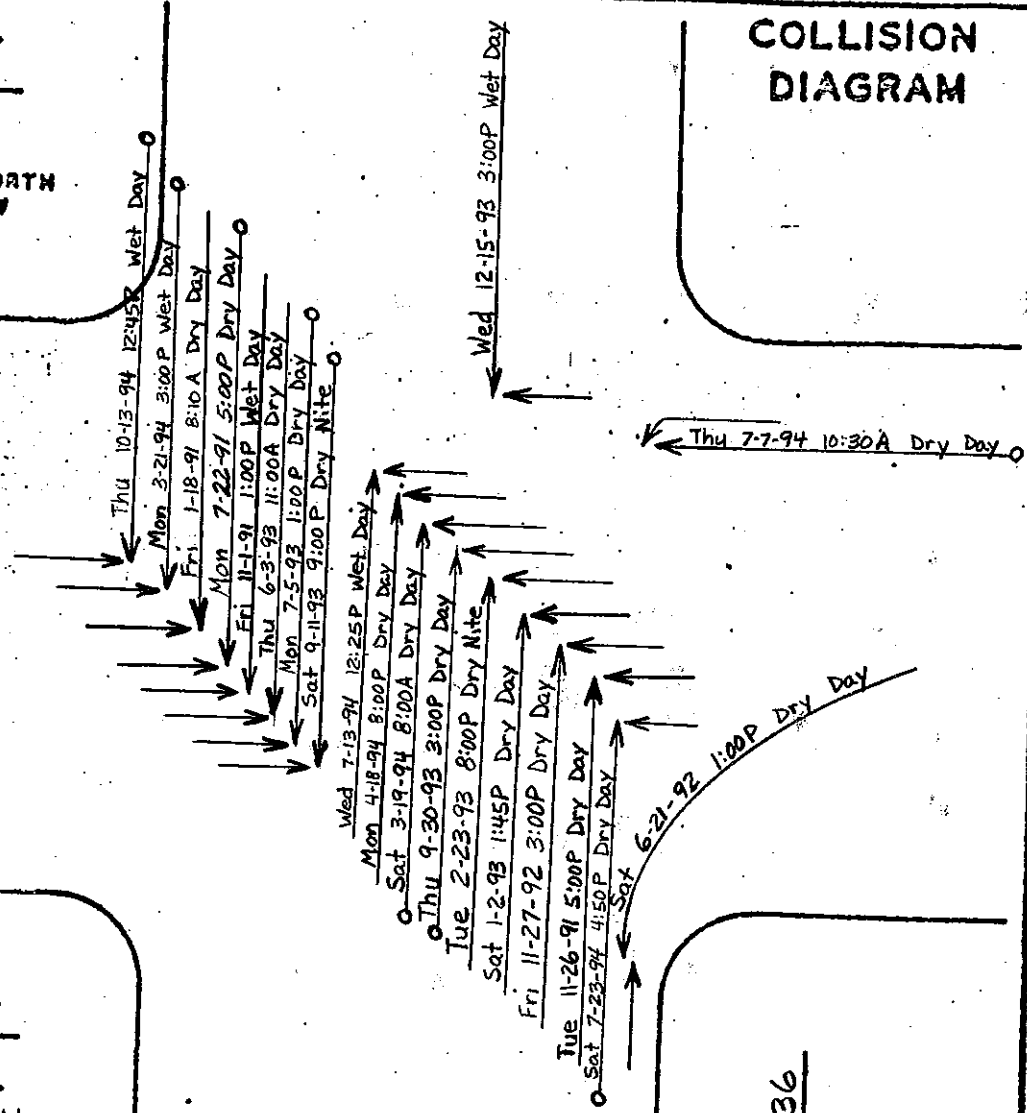 COLLISION
DIAGRAM
Thu 10-13-94 12:45P Wet Day
Mon 3-21-94 3:00P Wet Day
Fri 1-18-91 8:10A Dry Day
Mon 7-22-91 5:00P Dry Day
Fri 11-1-91 1:00P Wet Day
Thu 6-3-93 11:00A Dry Day
Mon 7-5-93 1:00P Dry Day
Sat 9-11-93 9:00P Dry Nite
Wed 12-15-93 3:00P Wet Day
Thu 7-7-94 10:30A Dry Day
Wed 7-13-94 12:25P Wet Day
Mon 4-18-94 8:00P Dry Day
Sat 3-19-94 8:00A Dry Day
Thu 9-30-93 3:00P Dry Day
Tue 2-23-93 8:00P Dry Nite
Sat 1-2-93 1:45P Dry Day
Fri 11-27-92 3:00P Dry Day
Tue 11-26-91 5:00P Dry Day
Sat 7-23-94 4:50P Dry Day
Sat 6-21-92 1:00P Dry Day
36